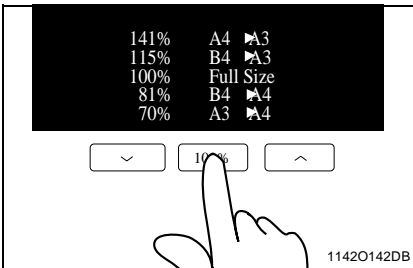 141% A4 ▶A3
115% B4 ▶A3
100% Full Size
81% B4 ▶A4
70% A3 ▶A4
1142O142DB